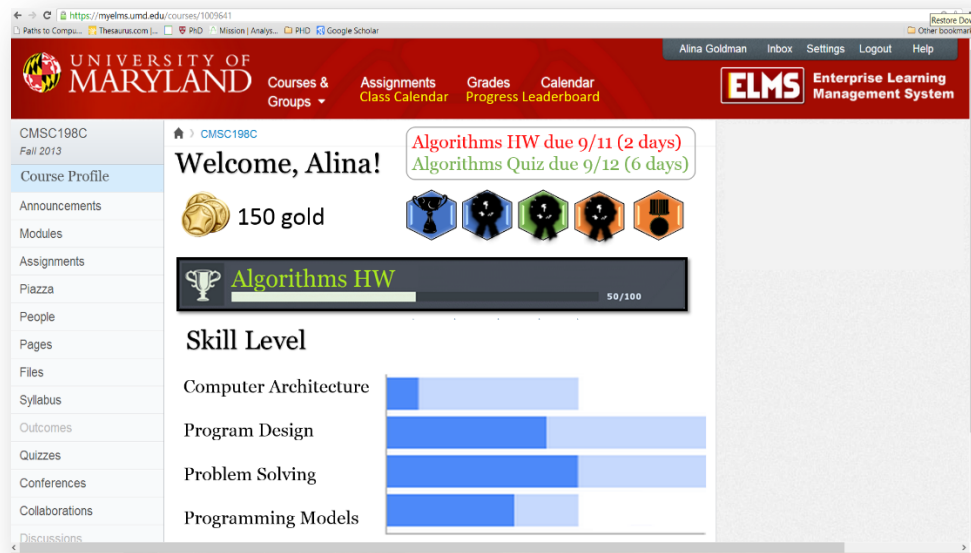 https://myelms.umd.edu/courses/1009641
Restore Dow
Paths to Compu... Thesaurus.com |... PhD Mission | Analys... PHD Google Scholar
Other bookmark
Alina Goldman Inbox Settings Logout Help
UNIVERSITY OF
MARYLAND
Courses &
Groups
Assignments Grades Calendar
Class Calendar Progress Leaderboard
ELMS
Enterprise Learning
Management System
CMSC198C
Fall 2013
Course Profile
Announcements
Modules
Assignments
Piazza
People
Pages
Files
Syllabus
Outcomes
Quizzes
Conferences
Collaborations
Discussions
CMSC198C
Welcome, Alina!
Algorithms HW due 9/11 (2 days)
Algorithms Quiz due 9/12 (6 days)
150 gold
Algorithms HW
50/100
Skill Level
Computer Architecture
Program Design
Problem Solving
Programming Models